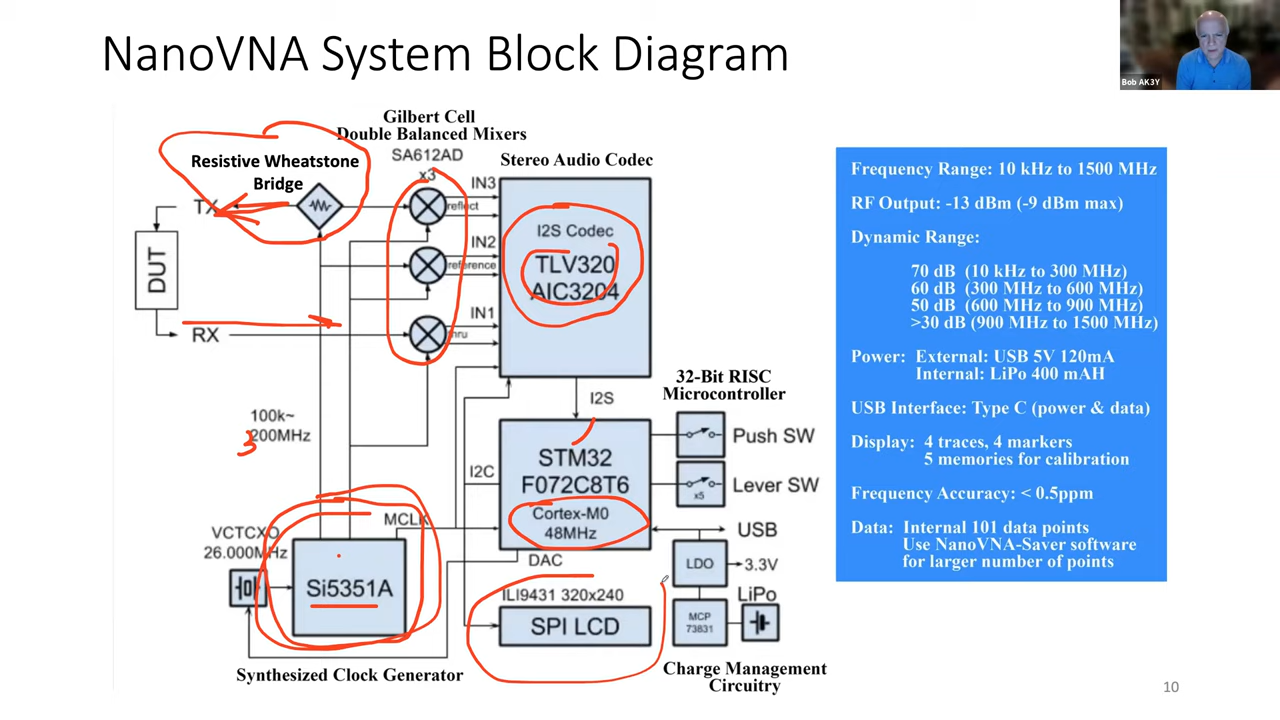 NanoVNA System Block Diagram
Bob AK3Y
Gilbert Cell
Double Balanced Mixers
SA612AD
x3
Resistive Wheatstone
Bridge
TX
DUT
RX
reflect
reference
thru
IN3
IN2
IN1
Stereo Audio Codec
I2S Codec
TLV320
AIC3204
I2S
32-Bit RISC
Microcontroller
STM32
F072C8T6
Cortex-M0
48MHz
I2C
DAC
Push SW
x5
Lever SW
USB
LDO
3.3V
MCP
73831
LiPo
Charge Management
Circuitry
ILI9431 320x240
SPI LCD
100k~
200MHz
3
VCTCXO
26.000MHz
MCLK
Si5351A
Synthesized Clock Generator
Frequency Range: 10 kHz to 1500 MHz
RF Output: -13 dBm (-9 dBm max)
Dynamic Range:
70 dB (10 kHz to 300 MHz)
60 dB (300 MHz to 600 MHz)
50 dB (600 MHz to 900 MHz)
>30 dB (900 MHz to 1500 MHz)
Power: External: USB 5V 120mA
Internal: LiPo 400 mAH
USB Interface: Type C (power & data)
Display: 4 traces, 4 markers
5 memories for calibration
Frequency Accuracy: < 0.5ppm
Data: Internal 101 data points
Use NanoVNA-Saver software
for larger number of points
10